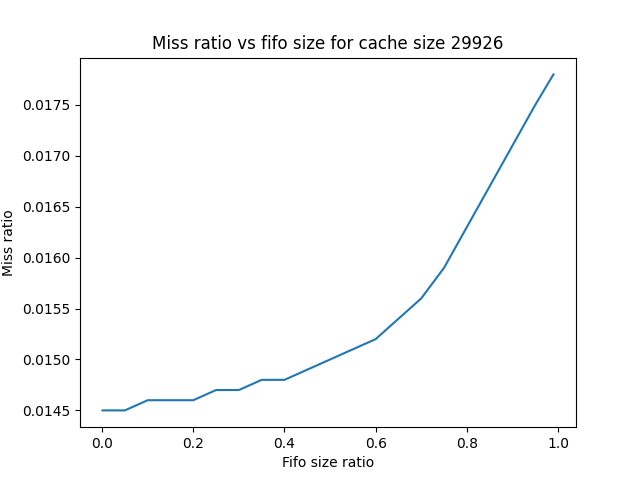 Miss ratio vs fifo size for cache size 29926
0.0175
0.0170
0.0165
0.0160
0.0155
0.0150
0.0145
Miss ratio
0.0 0.2 0.4 0.6 0.8 1.0
Fifo size ratio